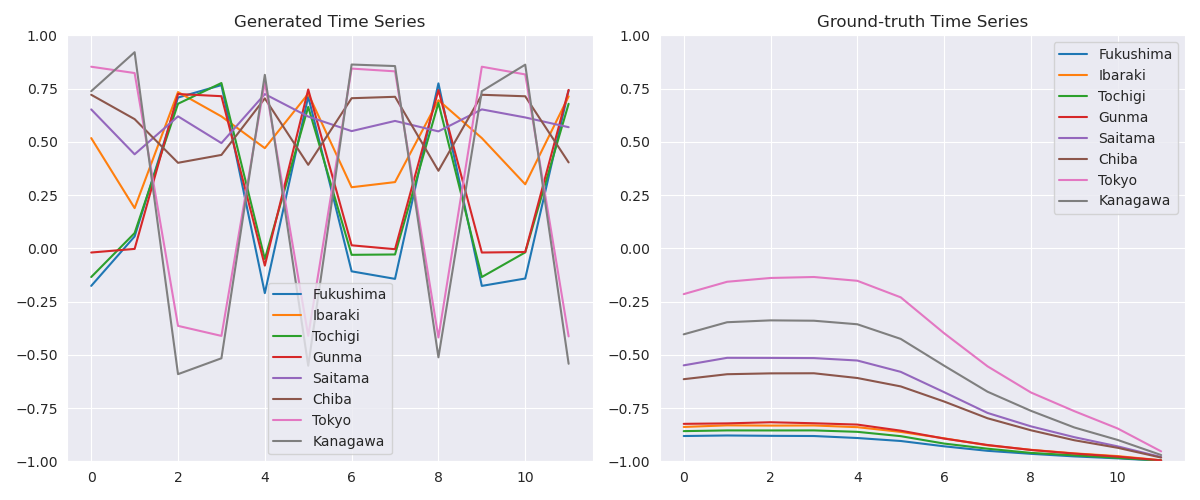 Generated Time Series
1.00
0.75
0.50
0.25
0.00
−0.25
−0.50
−0.75
−1.00
0 2 4 6 8 10
Fukushima
Ibaraki
Tochigi
Gunma
Saitama
Chiba
Tokyo
Kanagawa
Ground-truth Time Series
1.00
0.75
0.50
0.25
0.00
−0.25
−0.50
−0.75
−1.00
0 2 4 6 8 10
Fukushima
Ibaraki
Tochigi
Gunma
Saitama
Chiba
Tokyo
Kanagawa